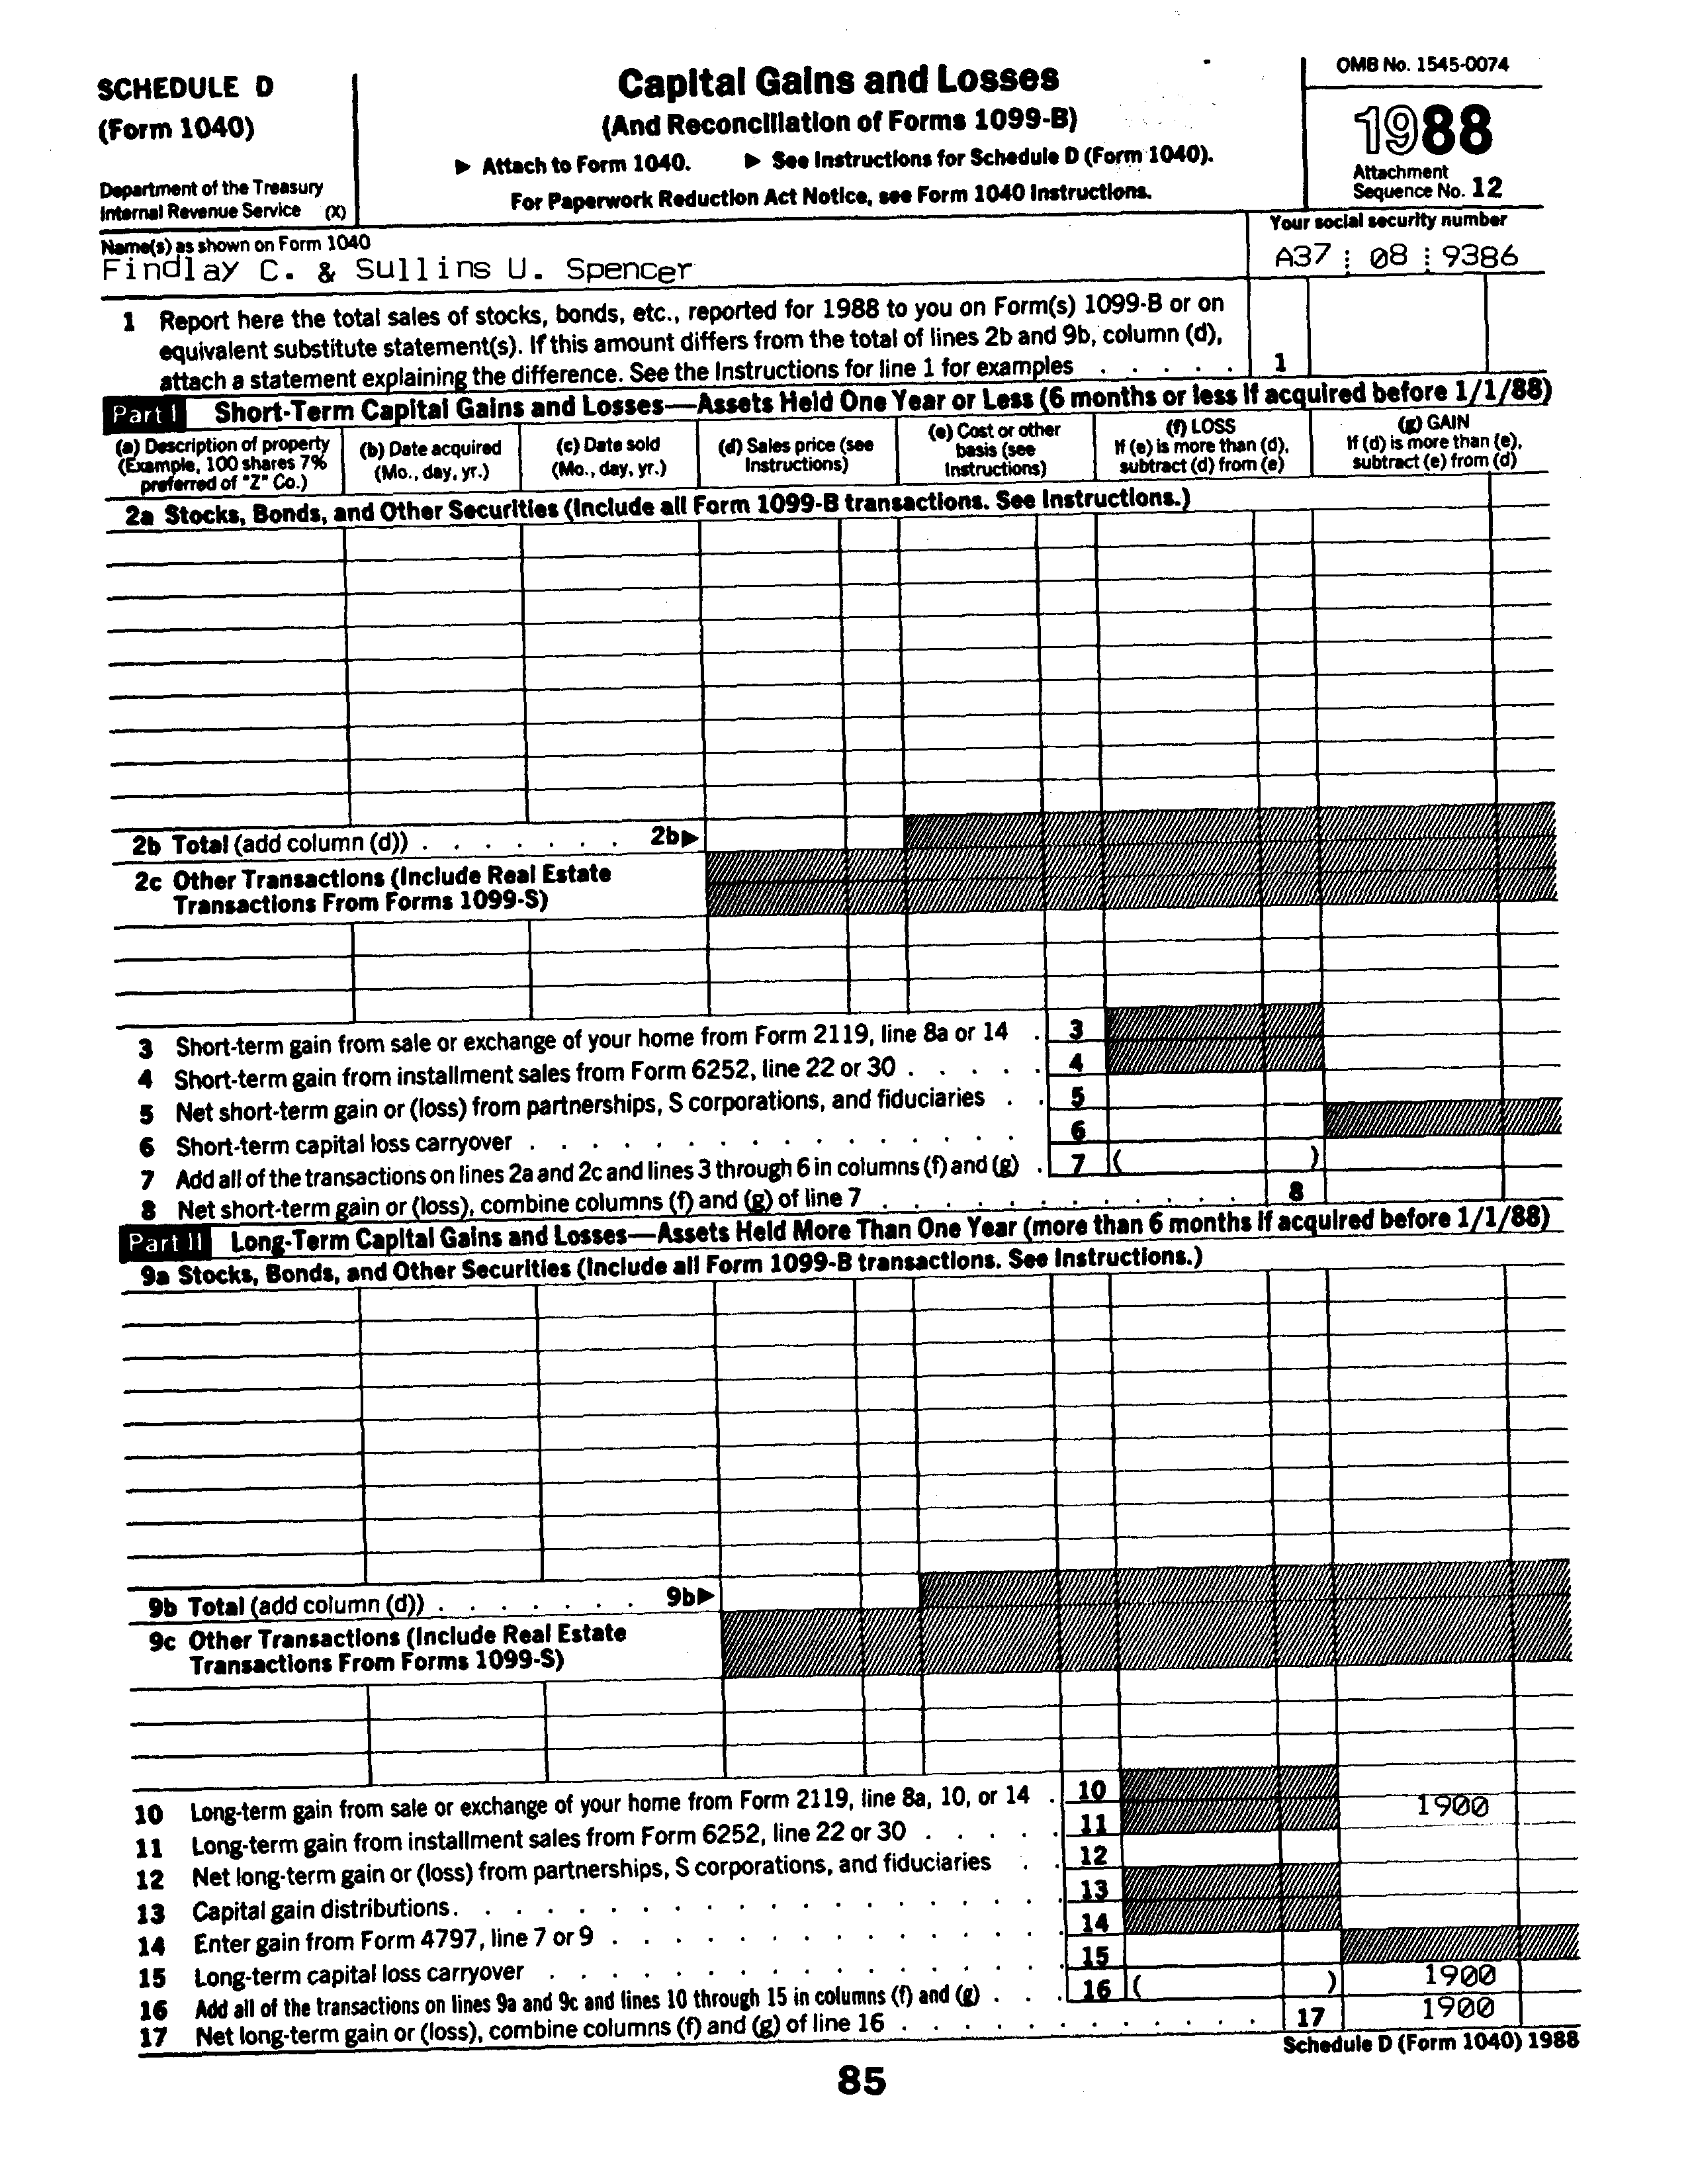 SCHEDULE D
(Form 1040)
Department of the Treasury
Internal Revenue Service (X)
Capital Gains and Losses
(And Reconciliation of Forms 1099-B)
▶ Attach to Form 1040. ▶ See Instructions for Schedule D (Form 1040).
For Paperwork Reduction Act Notice, see Form 1040 Instructions.
OMB No. 1545-0074
1988
Attachment
Sequence No. 12
Name(s) as shown on Form 1040
Findlay C. & Sullins U. Spencer
Your social security number
A37 08 9386
1 Report here the total sales of stocks, bonds, etc., reported for 1988 to you on Form(s) 1099-B or on
equivalent substitute statement(s). If this amount differs from the total of lines 2b and 9b, column (d),
attach a statement explaining the difference. See the Instructions for line 1 for examples . . . . . 1
Part I Short-Term Capital Gains and Losses—Assets Held One Year or Less (6 months or less if acquired before 1/1/88)
(a) Description of property
(Example, 100 shares 7%
preferred of "Z" Co.)
(b) Date acquired
(Mo., day, yr.)
(c) Date sold
(Mo., day, yr.)
(d) Sales price (see
Instructions)
(e) Cost or other
basis (see
Instructions)
(f) LOSS
If (e) is more than (d),
subtract (d) from (e)
(g) GAIN
If (d) is more than (e),
subtract (e) from (d)
2a Stocks, Bonds, and Other Securities (Include all Form 1099-B transactions. See Instructions.)
2b Total (add column (d)) . . . . . . . 2b▶
2c Other Transactions (Include Real Estate
Transactions From Forms 1099-S)
3 Short-term gain from sale or exchange of your home from Form 2119, line 8a or 14 . 3
4 Short-term gain from installment sales from Form 6252, line 22 or 30 . . . . . 4
5 Net short-term gain or (loss) from partnerships, S corporations, and fiduciaries . . 5
6 Short-term capital loss carryover . . . . . . . . . . . . . . . . 6
7 Add all of the transactions on lines 2a and 2c and lines 3 through 6 in columns (f) and (g) . 7 ( )
8 Net short-term gain or (loss), combine columns (f) and (g) of line 7 . . . . . . . . . . . . 8
Part II Long-Term Capital Gains and Losses—Assets Held More Than One Year (more than 6 months if acquired before 1/1/88)
9a Stocks, Bonds, and Other Securities (Include all Form 1099-B transactions. See Instructions.)
9b Total (add column (d)) . . . . . . . 9b▶
9c Other Transactions (Include Real Estate
Transactions From Forms 1099-S)
10 Long-term gain from sale or exchange of your home from Form 2119, line 8a, 10, or 14 . 10
11 Long-term gain from installment sales from Form 6252, line 22 or 30 . . . . . 11 1900
12 Net long-term gain or (loss) from partnerships, S corporations, and fiduciaries . . 12
13 Capital gain distributions. . . . . . . . . . . . . . . . . . . 13
14 Enter gain from Form 4797, line 7 or 9 . . . . . . . . . . . . . . 14
15 Long-term capital loss carryover . . . . . . . . . . . . . . . . 15
16 Add all of the transactions on lines 9a and 9c and lines 10 through 15 in columns (f) and (g) . . . . 16 ( ) 1900
17 Net long-term gain or (loss), combine columns (f) and (g) of line 16 . . . . . . . . . . . . 17 1900
Schedule D (Form 1040) 1988
85